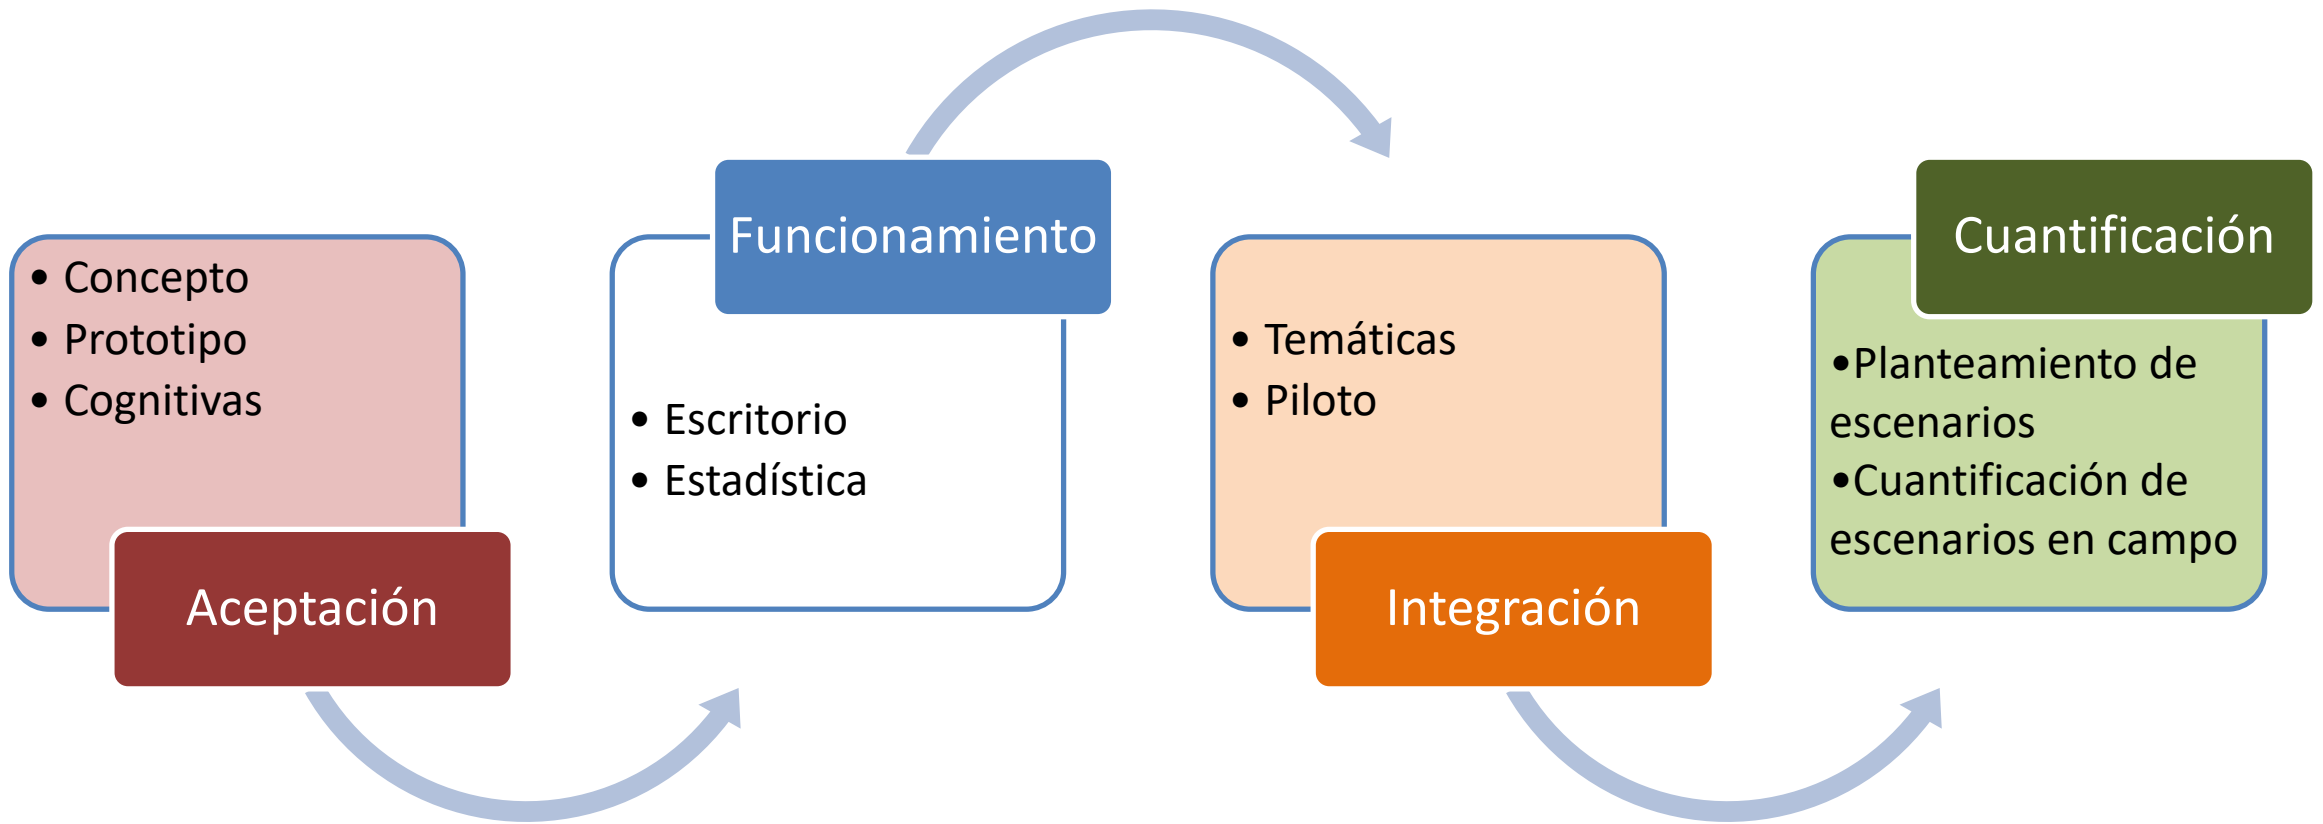 • Concepto
• Prototipo
• Cognitivas
Aceptación
Funcionamiento
• Escritorio
• Estadística
• Temáticas
• Piloto
Integración
Cuantificación
•Planteamiento de
escenarios
•Cuantificación de
escenarios en campo